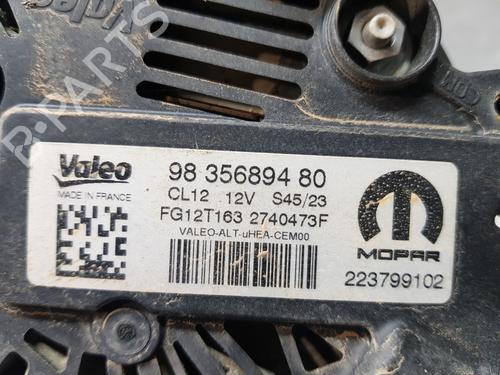 Valeo
Valeo
MADE IN FRANCE
98 356894 80
CL12 12V S45/23
FG12T163 2740473F
VALEO-ALT-uHEA-CEM00
MOPAR
223799102
R-PARTS